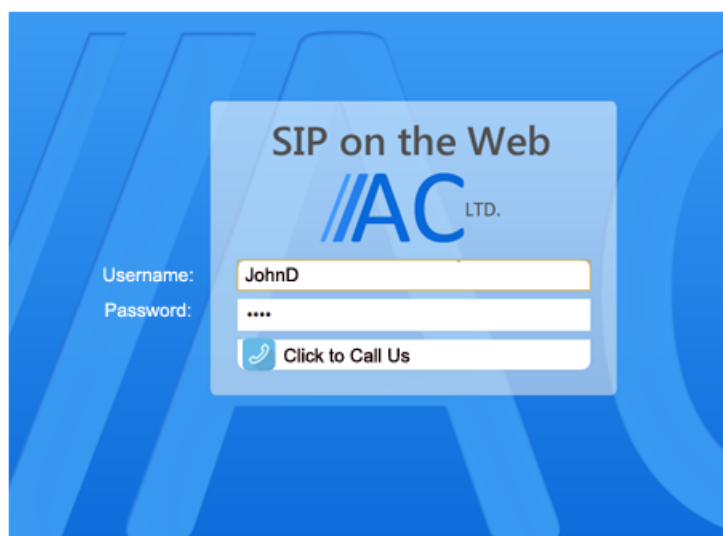 SIP on the Web
//AC LTD.
Username: JohnD
Password: ••••
Click to Call Us